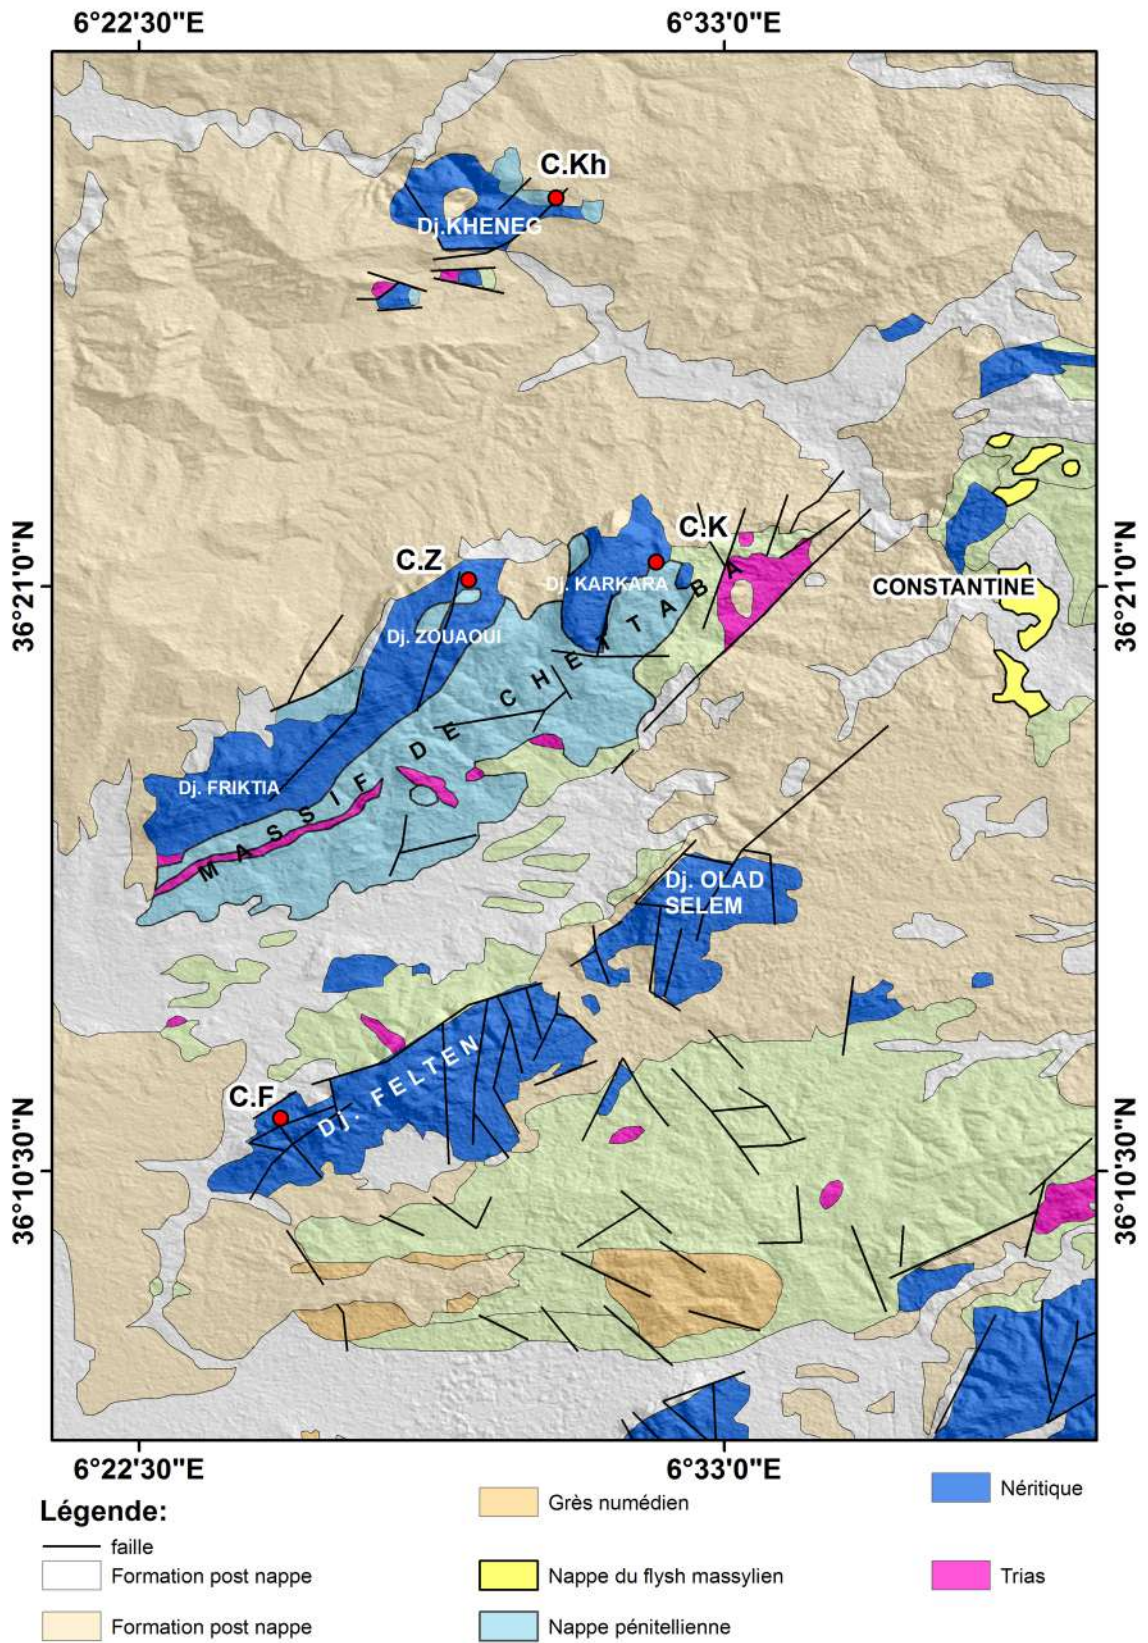 6°22'30"E
6°33'0"E
C.Kh
Dj.KHENEG
36°21'0"N
36°21'0"N
C.K
C.Z
Dj. KARKARA
CONSTANTINE
Dj. ZOUAOUI
MASSIF DE CHETTABA
Dj. FRIKTIA
Dj. OLAD
SELEM
C.F
Dj. FELTEN
36°10'30"N
36°10'30"N
6°22'30"E
6°33'0"E
Légende:
faille
Formation post nappe
Formation post nappe
Grès numédien
Nappe du flysh massylien
Nappe pénitellienne
Néritique
Trias